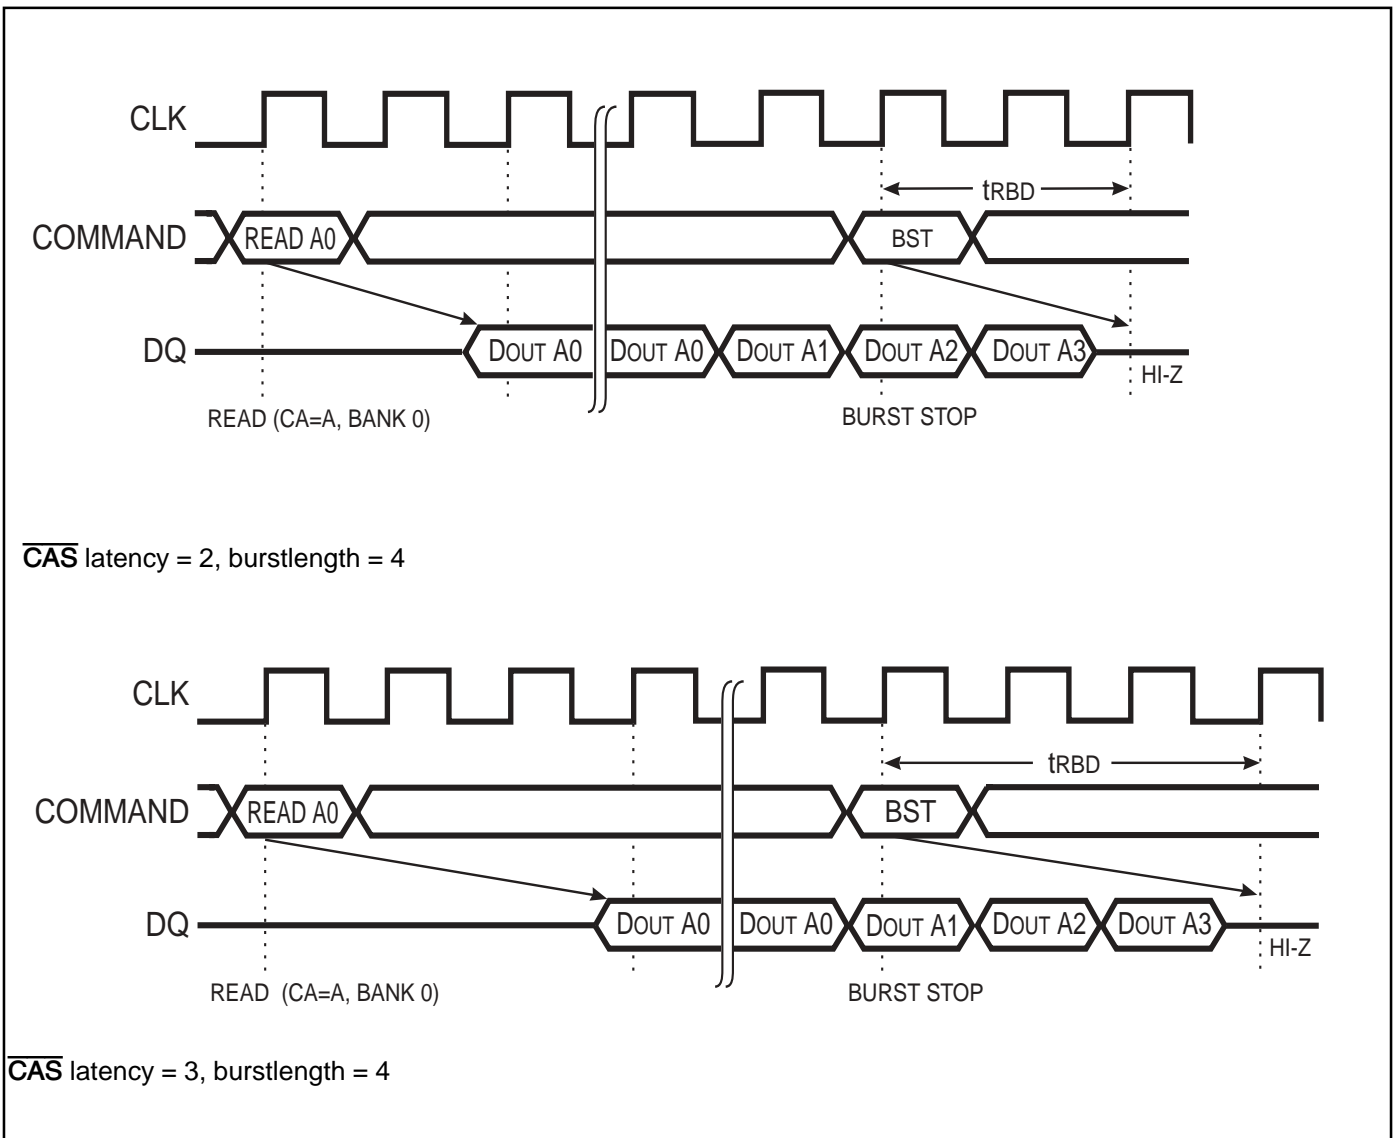 CLK
tRBD
COMMAND READ A0 BST
DQ DOUT A0 DOUT A0 DOUT A1 DOUT A2 DOUT A3
HI-Z
READ (CA=A, BANK 0) BURST STOP
CAS latency = 2, burstlength = 4
CLK
tRBD
COMMAND READ A0 BST
DQ DOUT A0 DOUT A0 DOUT A1 DOUT A2 DOUT A3
HI-Z
READ (CA=A, BANK 0) BURST STOP
CAS latency = 3, burstlength = 4